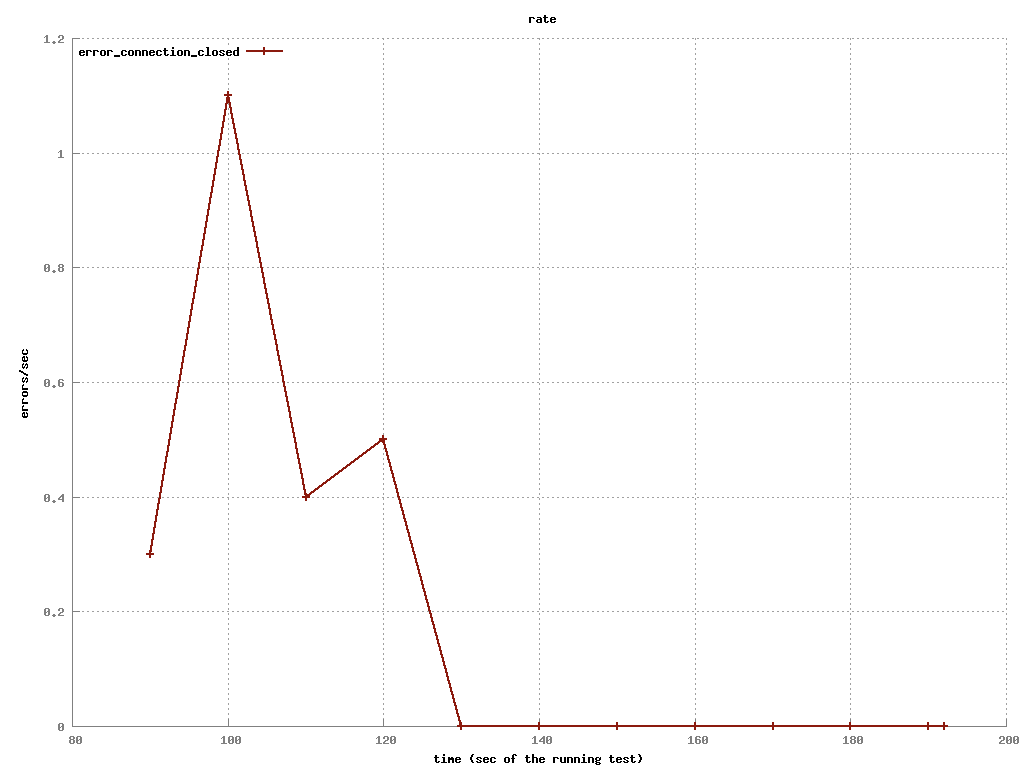 rate
error_connection_closed
1.2
1
0.8
0.6
0.4
0.2
0
errors/sec
80 100 120 140 160 180 200
time (sec of the running test)